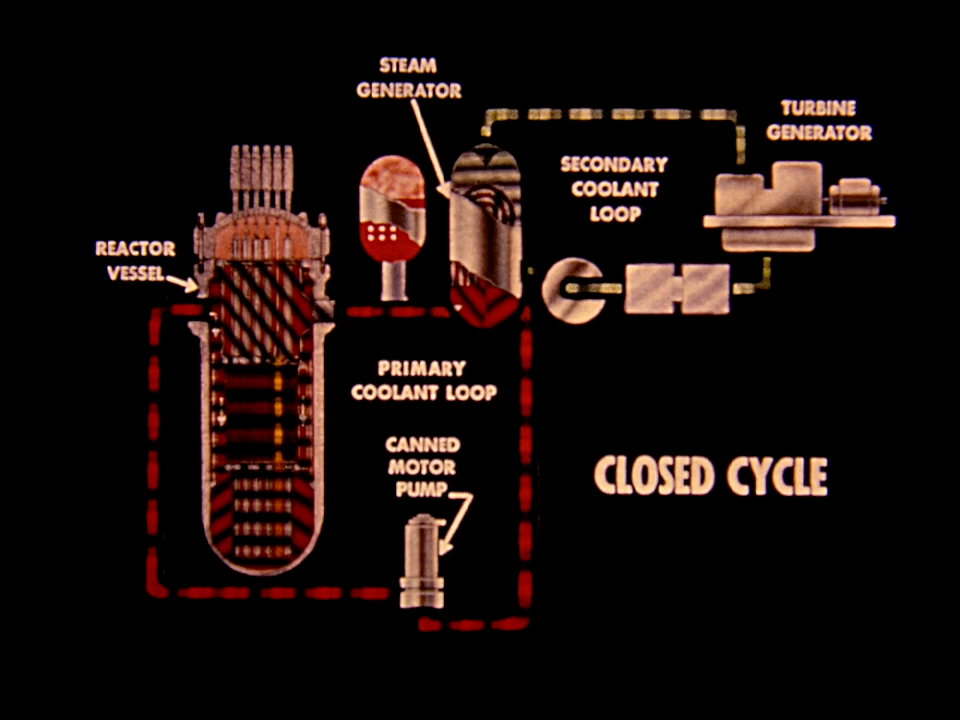 STEAM
GENERATOR
TURBINE
GENERATOR
SECONDARY
COOLANT
LOOP
REACTOR
VESSEL
PRIMARY
COOLANT LOOP
CANNED
MOTOR
PUMP
CLOSED CYCLE